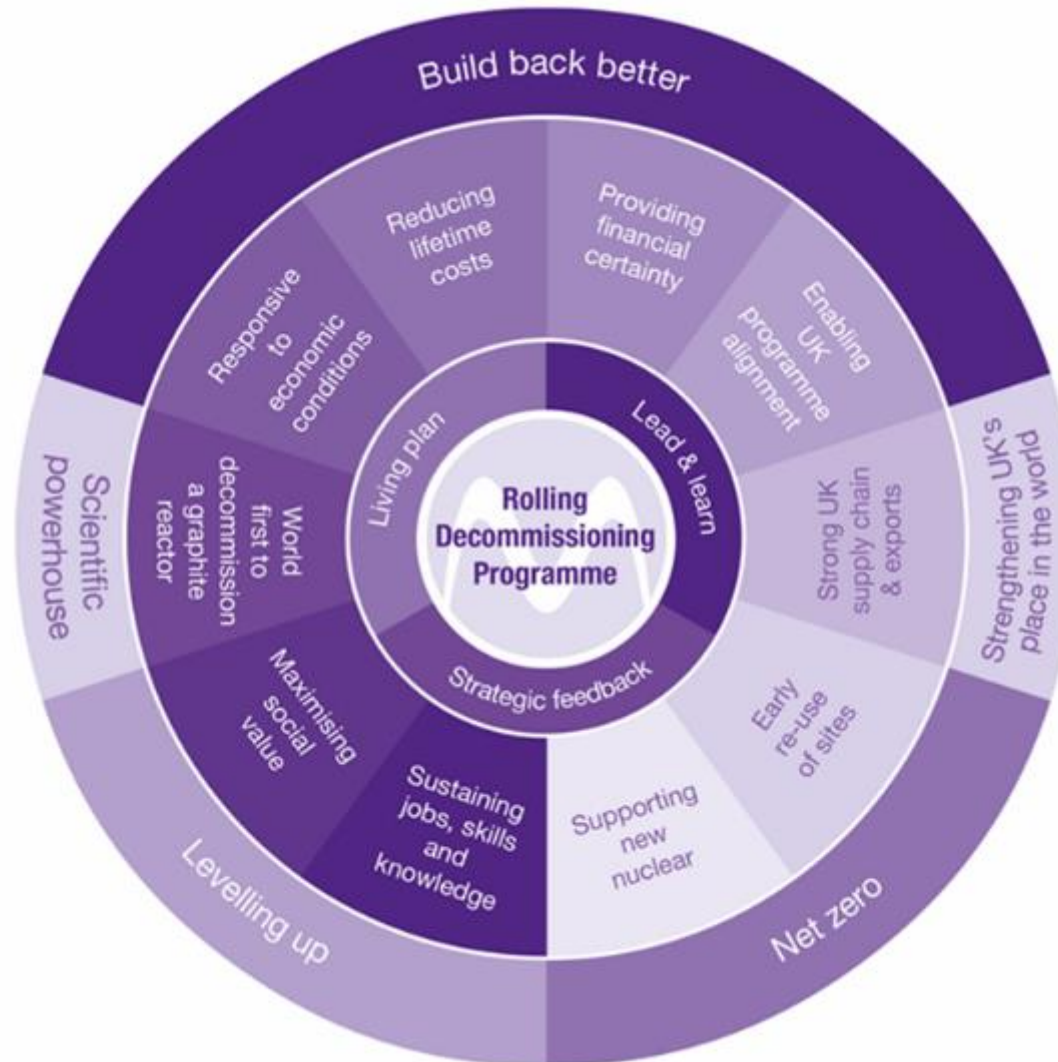 Build back better
Reducing
lifetime
costs
Providing
financial
certainty
Enabling
UK
programme
alignment
Responsive
to
economic
conditions
Living plan
Lead & learn
Rolling
Decommissioning
Programme
Strategic feedback
Scientific
powerhouse
World
first to
decommission
a graphite
reactor
Strong UK
supply chain
& exports
Strengthening UK's
place in the world
Maximising
social
value
Sustaining
jobs, skills
and
knowledge
Supporting
new
nuclear
Early
re-use
of sites
Levelling up
Net zero